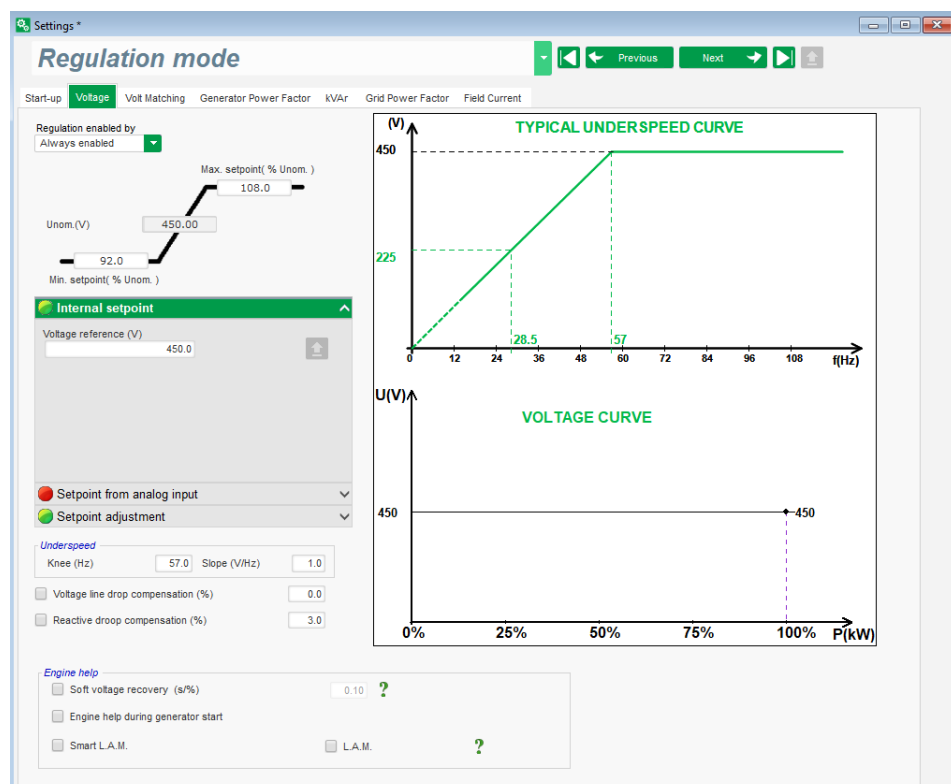 Settings *
Regulation mode
Previous
Next
Start-up Voltage Volt Matching Generator Power Factor kVAr Grid Power Factor Field Current
Regulation enabled by
Always enabled
Max. setpoint( % Unom. )
108.0
Unom.(V)
450.00
92.0
Min. setpoint( % Unom. )
Internal setpoint
Voltage reference (V)
450.0
Setpoint from analog input
Setpoint adjustment
Underspeed
Knee (Hz) 57.0 Slope (V/Hz) 1.0
Voltage line drop compensation (%) 0.0
Reactive droop compensation (%) 3.0
(V)
TYPICAL UNDERSPEED CURVE
450
225
28.5
57
0 12 24 36 48 60 72 84 96 108 f(Hz)
U(V)
VOLTAGE CURVE
450
450
0% 25% 50% 75% 100% P(kW)
Engine help
Soft voltage recovery (s/%) 0.10 ?
Engine help during generator start
Smart L.A.M. L.A.M. ?